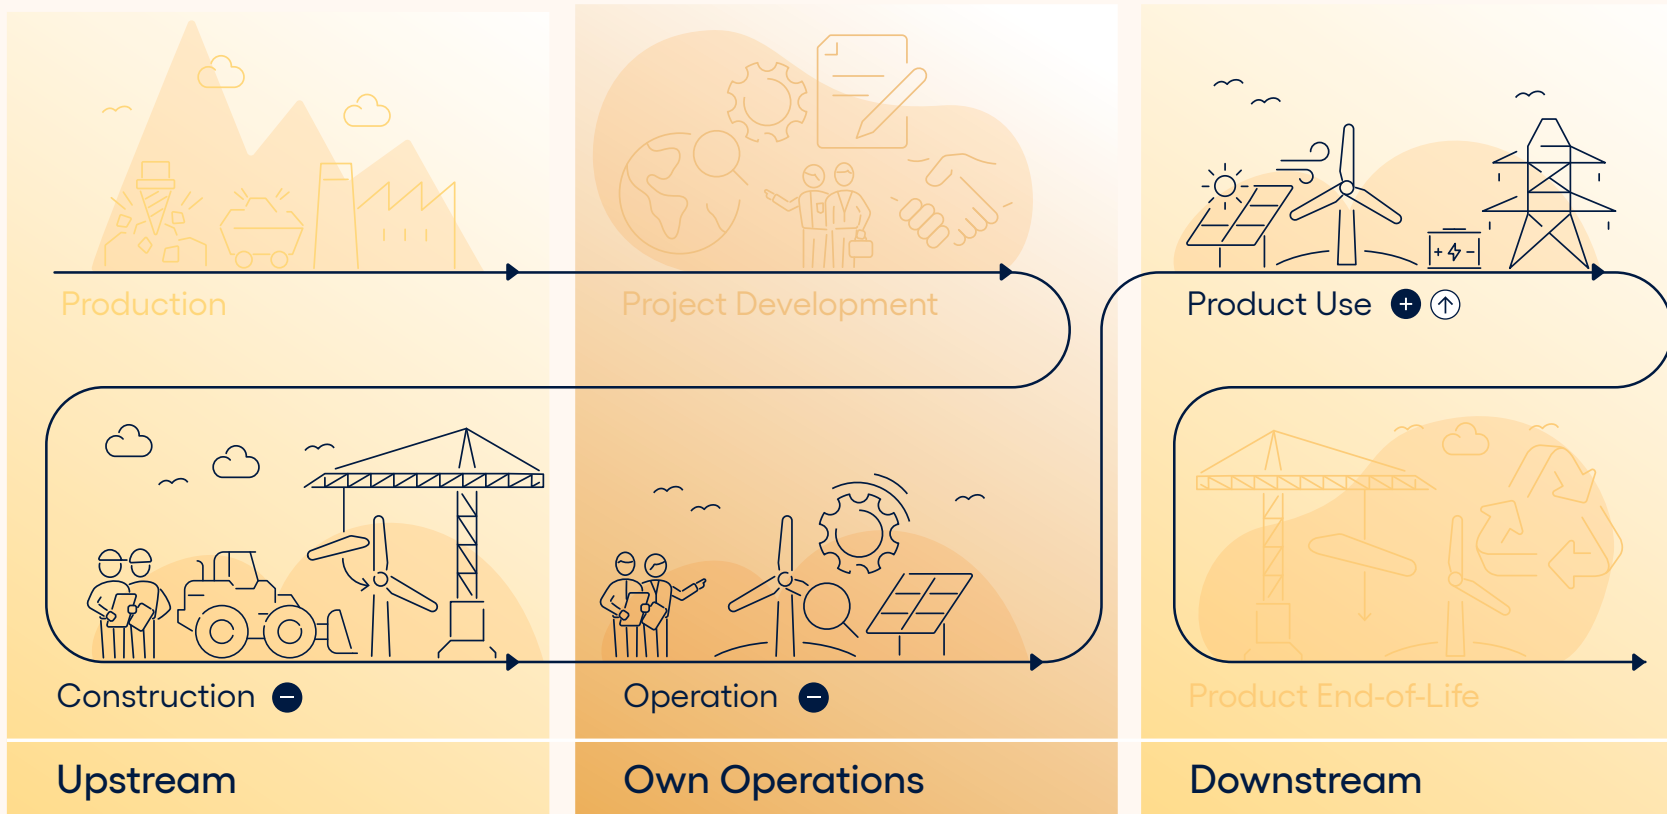 Production
Project Development
Product Use
Construction
Operation
Product End-of-Life
Upstream
Own Operations
Downstream